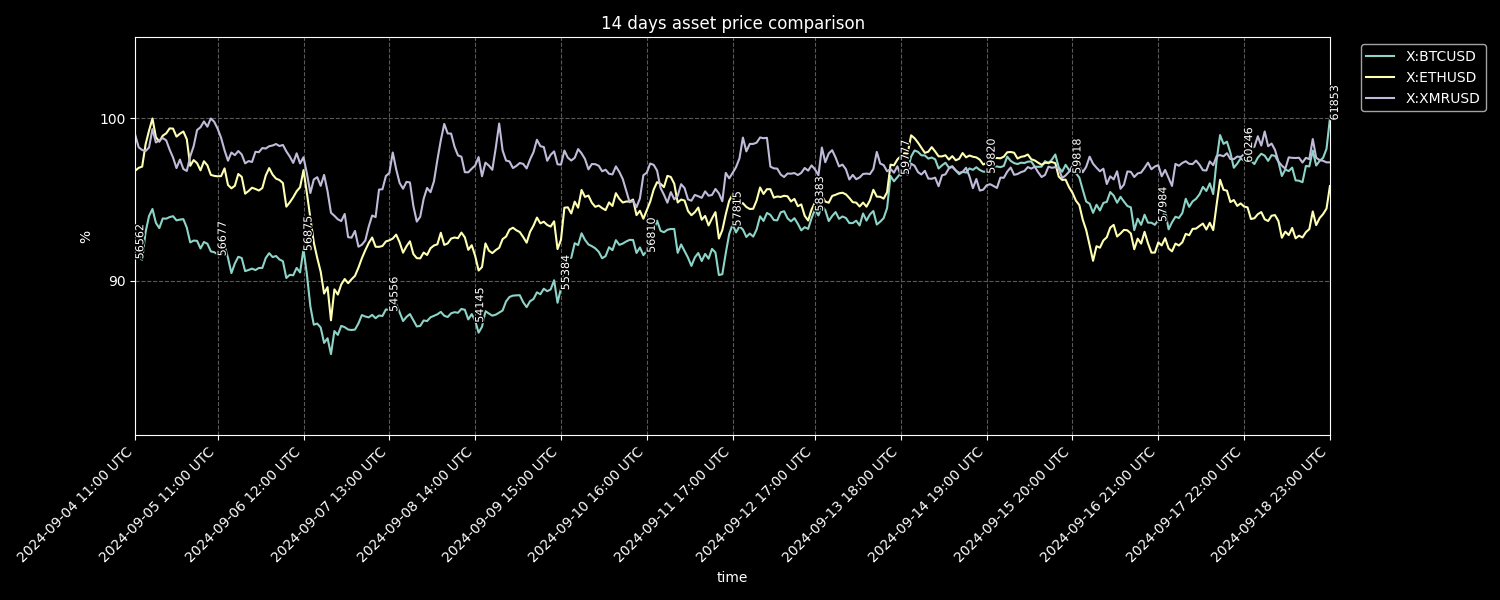 14 days asset price comparison
X:BTCUSD
X:ETHUSD
X:XMRUSD
%
100
90
56562
56677
56875
54556
54145
55384
56810
57815
58383
59777
59820
59818
57984
60246
61853
2024-09-04 11:00 UTC
2024-09-05 11:00 UTC
2024-09-06 12:00 UTC
2024-09-07 13:00 UTC
2024-09-08 14:00 UTC
2024-09-09 15:00 UTC
2024-09-10 16:00 UTC
2024-09-11 17:00 UTC
2024-09-12 17:00 UTC
2024-09-13 18:00 UTC
2024-09-14 19:00 UTC
2024-09-15 20:00 UTC
2024-09-16 21:00 UTC
2024-09-17 22:00 UTC
2024-09-18 23:00 UTC
time